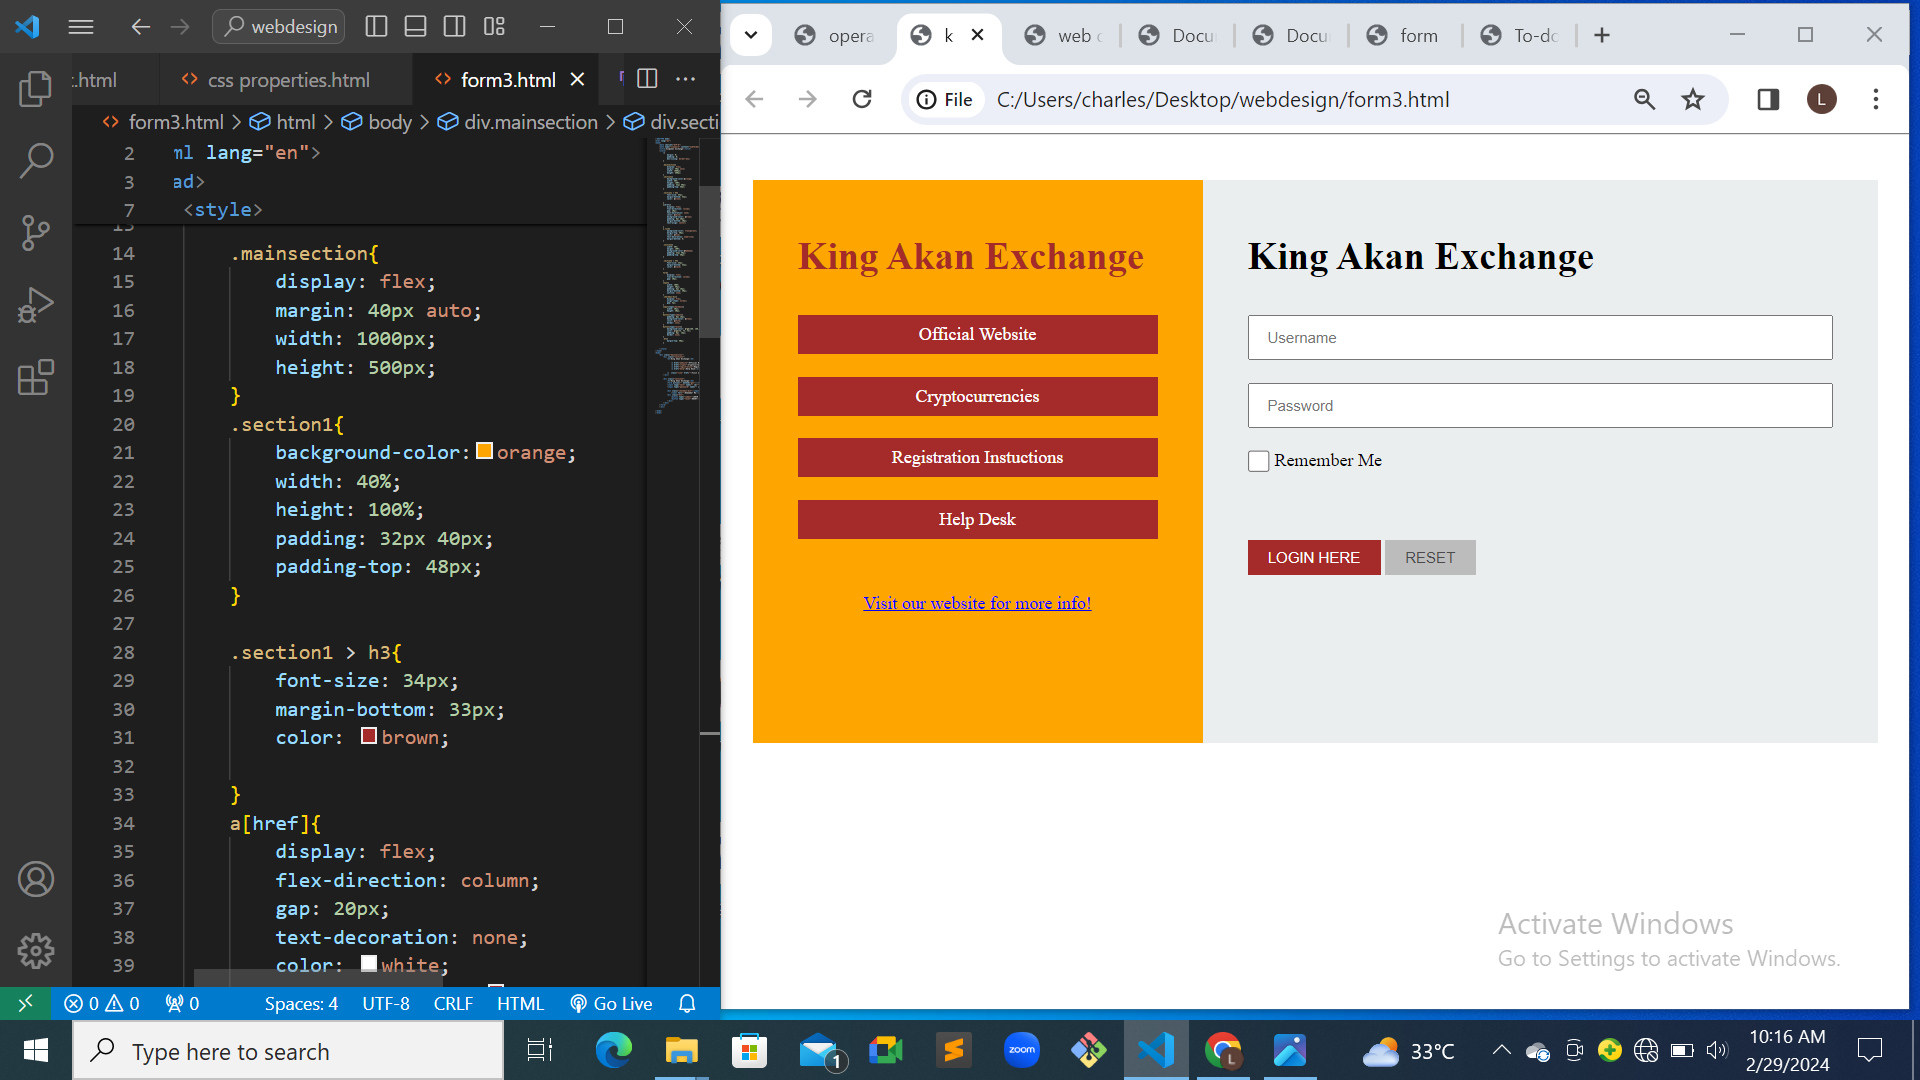 webdesign
.html
css properties.html
form3.html
form3.html > html > body > div.mainsection > div.secti
2 ml lang="en">
3 ad>
7 <style>
14 .mainsection{
15 display: flex;
16 margin: 40px auto;
17 width: 1000px;
18 height: 500px;
19 }
20 .section1{
21 background-color: orange;
22 width: 40%;
23 height: 100%;
24 padding: 32px 40px;
25 padding-top: 48px;
26 }
27
28 .section1 > h3{
29 font-size: 34px;
30 margin-bottom: 33px;
31 color: brown;
32
33 }
34 a[href]{
35 display: flex;
36 flex-direction: column;
37 gap: 20px;
38 text-decoration: none;
39 color: white;
0 0 0 Spaces: 4 UTF-8 CRLF HTML Go Live
opera k web Docu Docu form To-do
File C:/Users/charles/Desktop/webdesign/form3.html L
King Akan Exchange
Official Website
Cryptocurrencies
Registration Instuctions
Help Desk
Visit our website for more info!
King Akan Exchange
Username
Password
Remember Me
LOGIN HERE RESET
Activate Windows
Go to Settings to activate Windows.
Type here to search
1
zoom
L
33°C
10:16 AM
2/29/2024